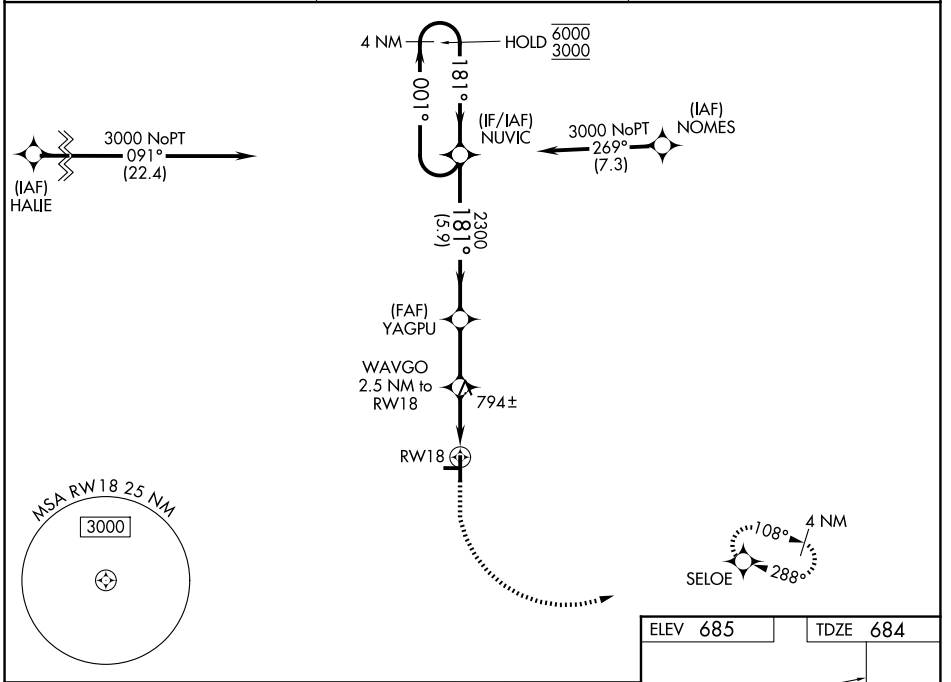 4 NM
HOLD 6000
3000
001°
181°
(IF/IAF)
NUVIC
3000 NoPT
091°
(22.4)
(IAF)
HALIE
3000 NoPT
269°
(7.3)
(IAF)
NOMES
2300
181°
(5.9)
(FAF)
YAGPU
WAVGO
2.5 NM to
RW18
794±
RW18
MSA RW18 25 NM
3000
108°
4 NM
SELOE
288°
ELEV 685
TDZE 684